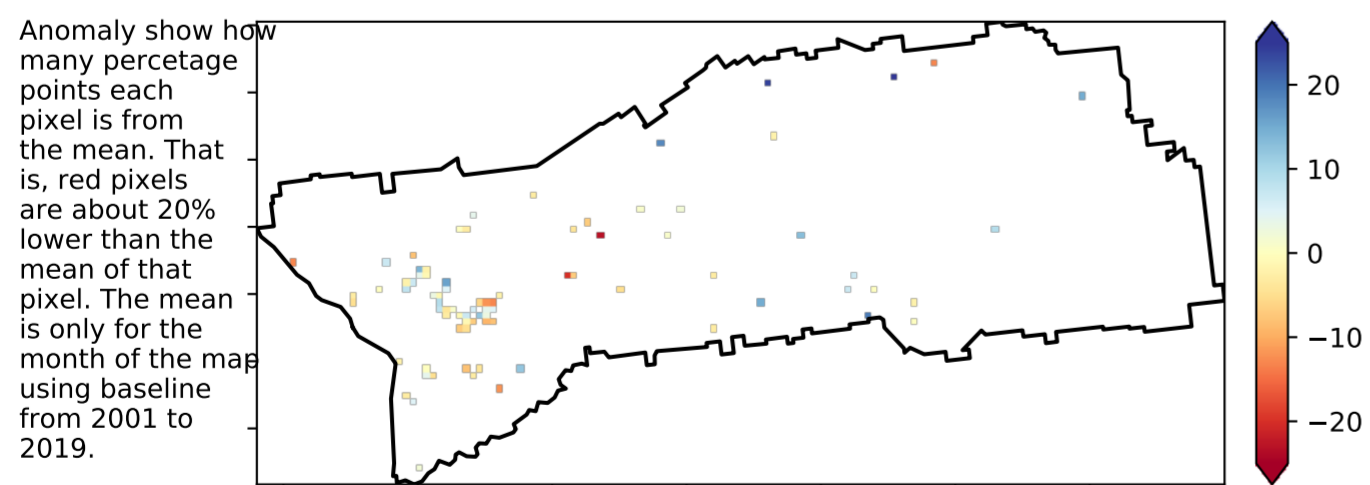 Anomaly show how
many percetage
points each
pixel is from
the mean. That
is, red pixels
are about 20%
lower than the
mean of that
pixel. The mean
is only for the
month of the map
using baseline
from 2001 to
2019.
20
10
0
−10
−20